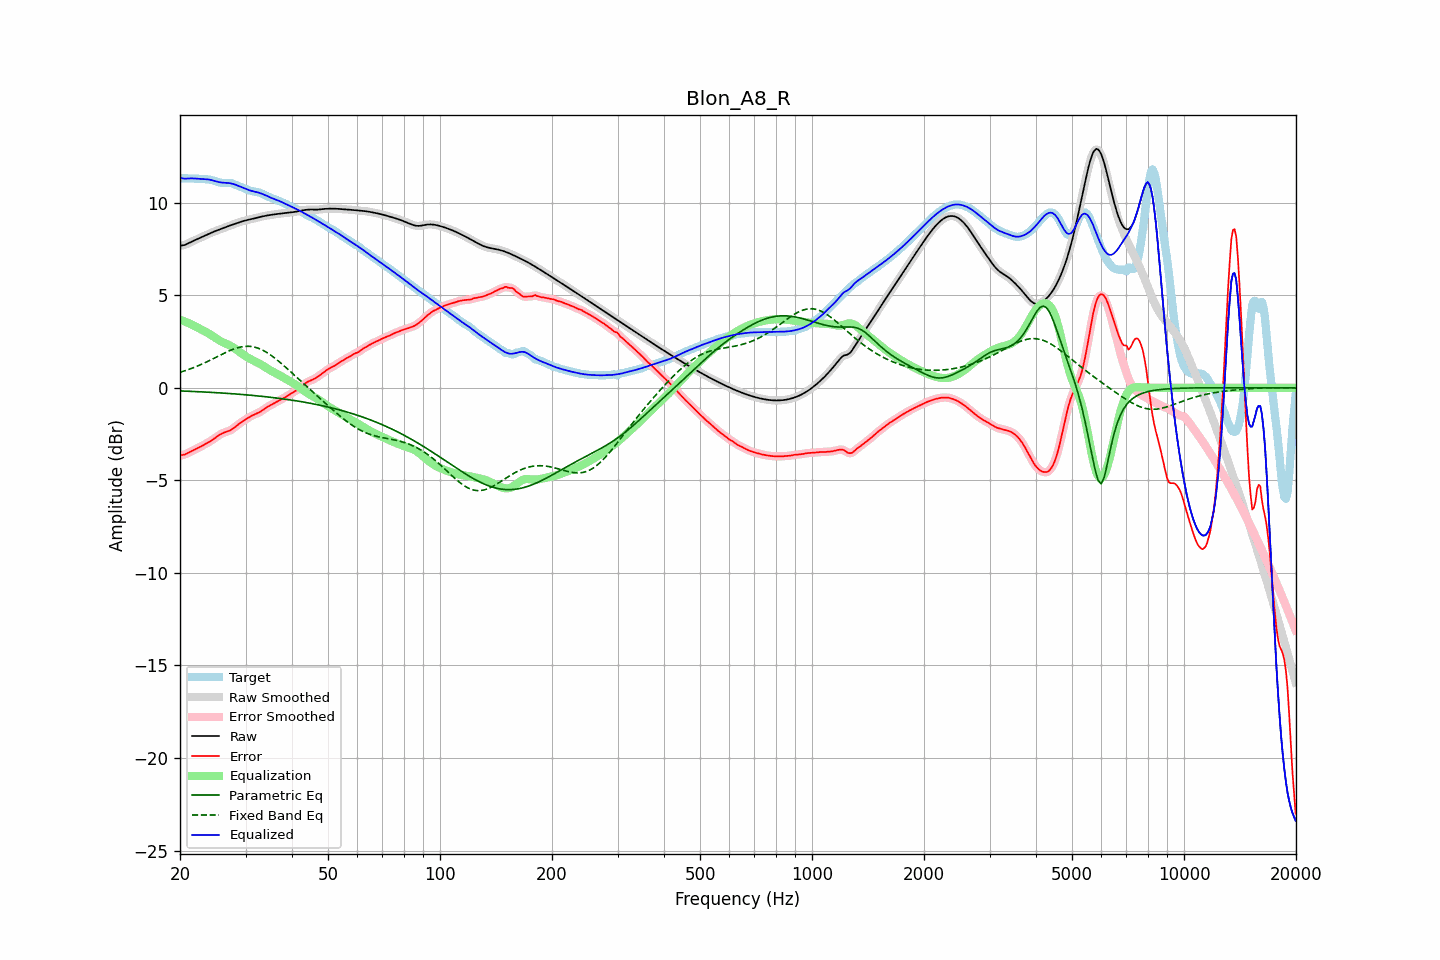 Blon_A8_R
Amplitude (dBr)
10
5
0
−5
−10
−15
−20
−25
Target
Raw Smoothed
Error Smoothed
Raw
Error
Equalization
Parametric Eq
Fixed Band Eq
Equalized
20 50 100 200 500 1000 2000 5000 10000 20000
Frequency (Hz)